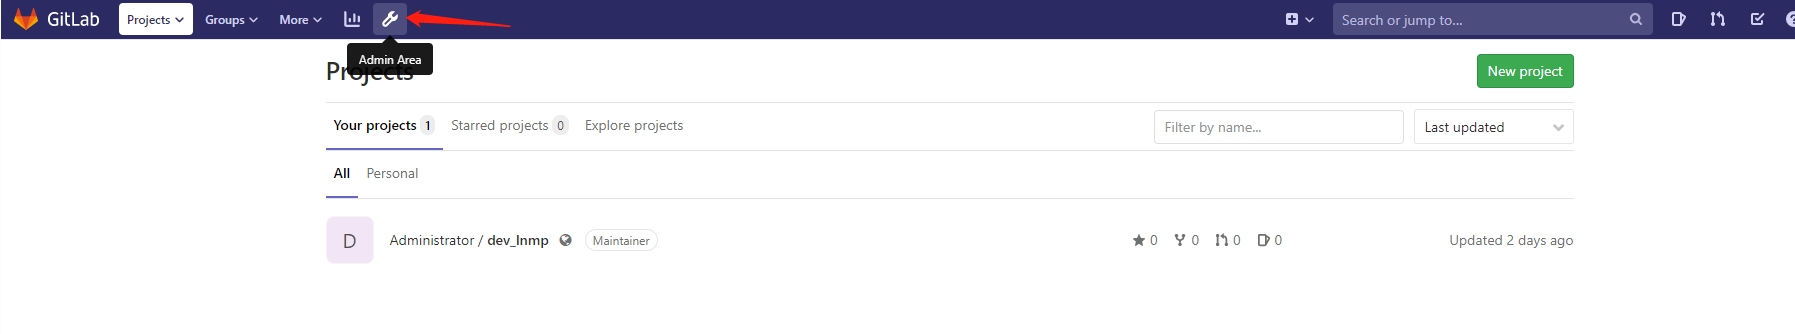 GitLab Projects Groups More Search or jump to...
Admin Area
Projects New project
Your projects 1 Starred projects 0 Explore projects Filter by name... Last updated
All Personal
D Administrator / dev_lnmp Maintainer 0 0 0 0 Updated 2 days ago